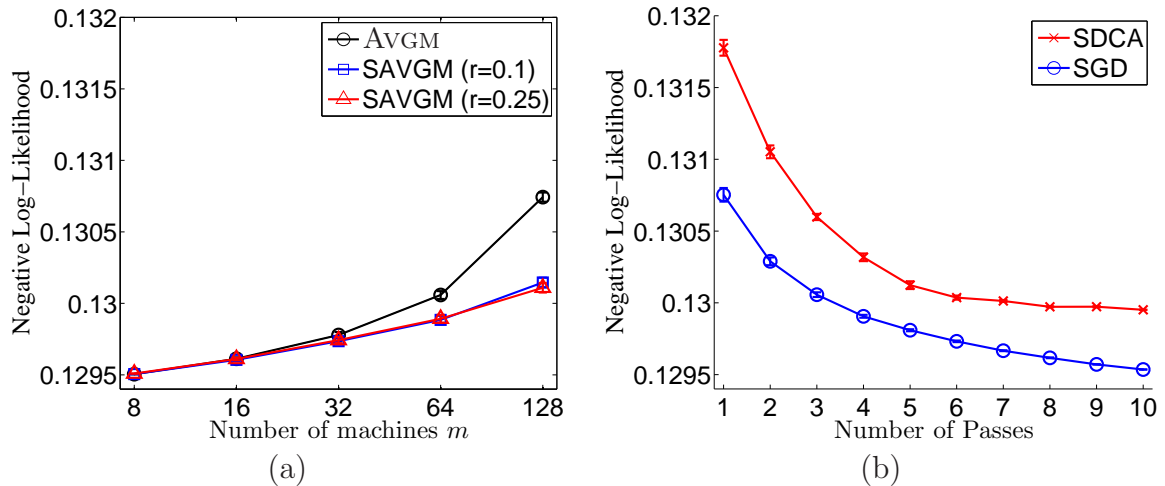 Negative Log-Likelihood
0.132
0.1315
0.131
0.1305
0.13
0.1295
AVGM
SAVGM (r=0.1)
SAVGM (r=0.25)
8 16 32 64 128
Number of machines m
(a)
Negative Log-Likelihood
0.132
0.1315
0.131
0.1305
0.13
0.1295
SDCA
SGD
1 2 3 4 5 6 7 8 9 10
Number of Passes
(b)